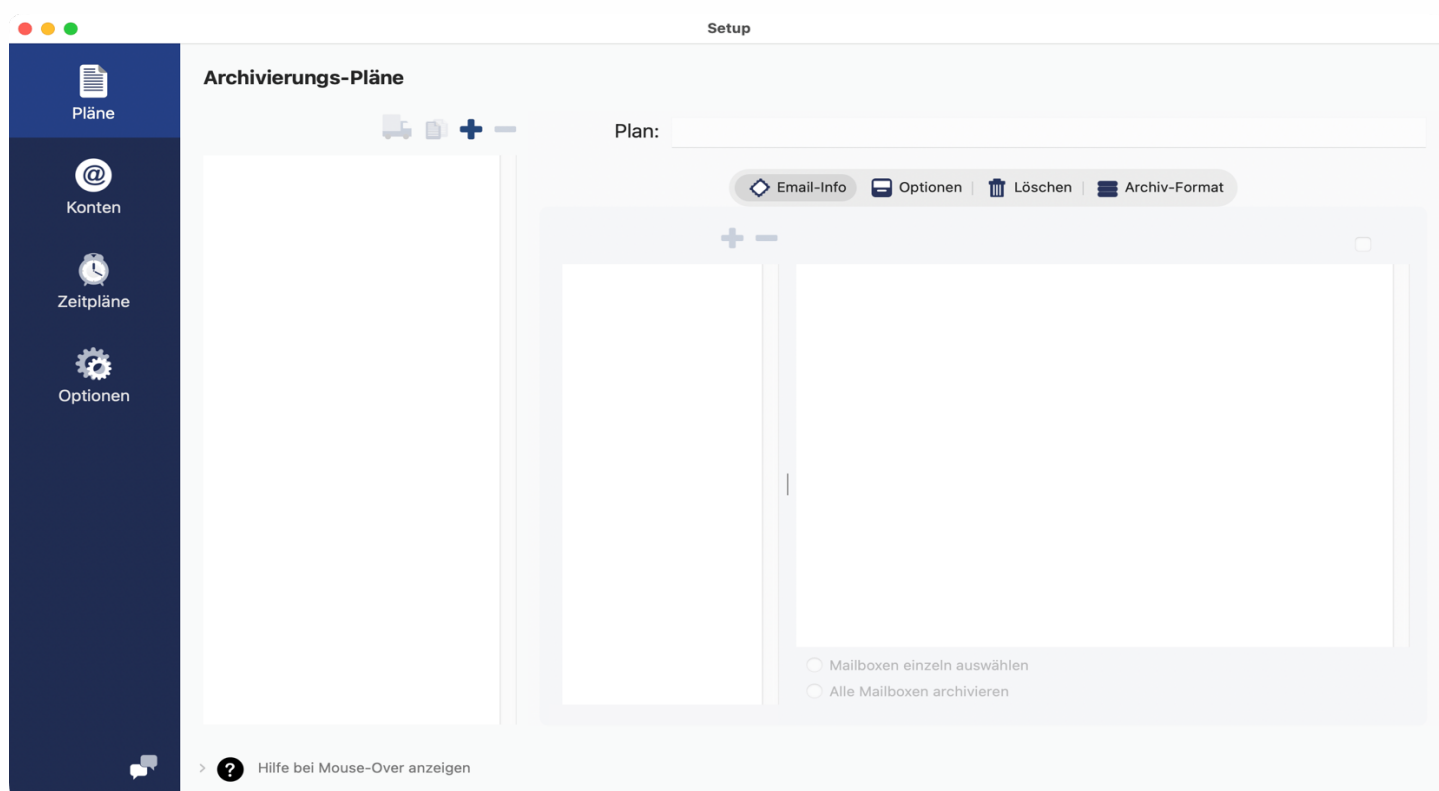 Setup
Pläne
Konten
Zeitpläne
Optionen
Archivierungs-Pläne
Plan:
Email-Info Optionen Löschen Archiv-Format
Mailboxen einzeln auswählen
Alle Mailboxen archivieren
? Hilfe bei Mouse-Over anzeigen